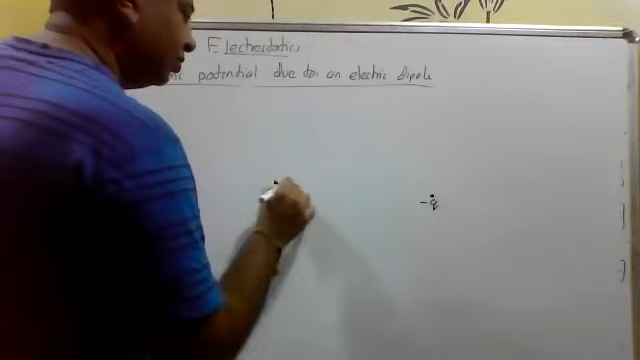 Electrostatics
potential due to an electric dipole
-q